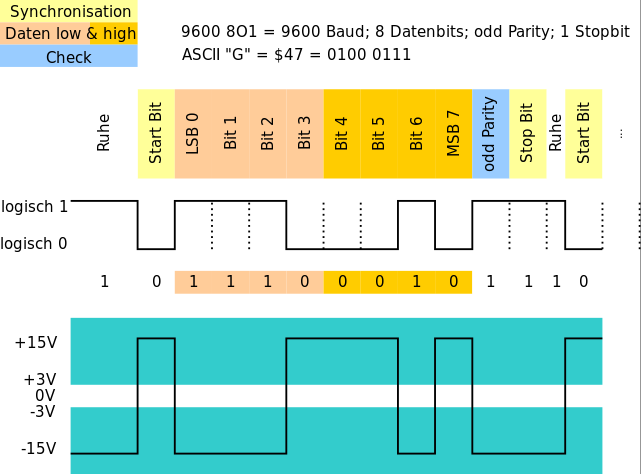 Synchronisation
Daten low & high
Check
9600 8O1 = 9600 Baud; 8 Datenbits; odd Parity; 1 Stopbit
ASCII "G" = $47 = 0100 0111
Ruhe
Start Bit
LSB 0
Bit 1
Bit 2
Bit 3
Bit 4
Bit 5
Bit 6
MSB 7
odd Parity
Stop Bit
Ruhe
Start Bit
...
logisch 1
logisch 0
1 0 1 1 1 0 0 0 1 0 1 1 1 0
+15V
+3V
0V
-3V
-15V